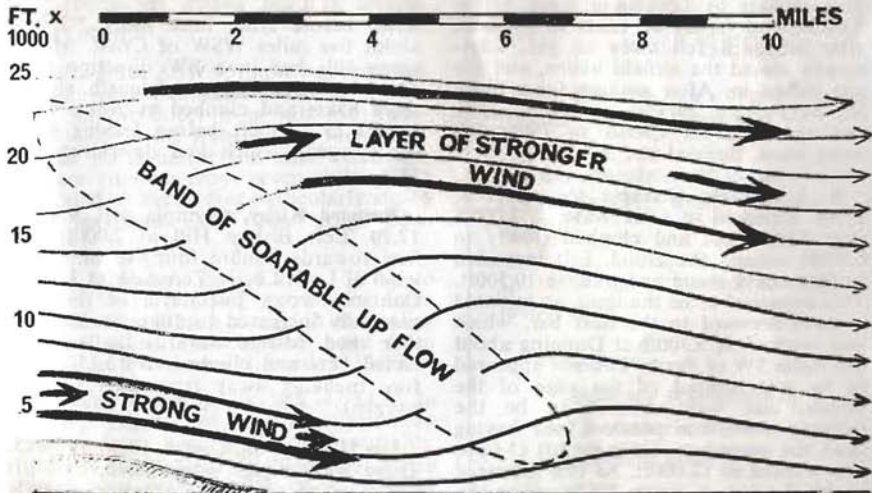 FT. x 0 2 4 6 8 MILES
1000
25 10
20
15
10
5
LAYER OF STRONGER
WIND
BAND OF SOARABLE UP
FLOW
STRONG WIND